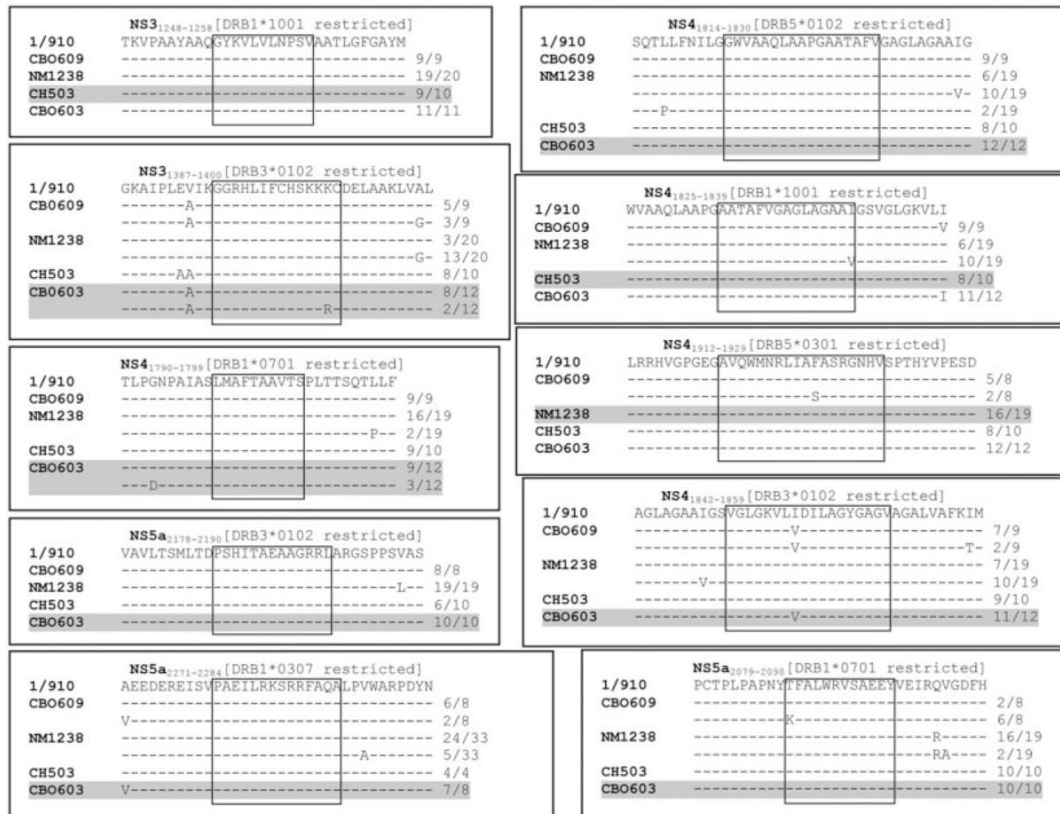 NS3 1248-1258 [DRB1*1001 restricted]
1/910 TKVPAAYAAQGYKVLVLNPSVAATLGFGAYM
CBO609 ------------------------------- 9/9
NM1238 ------------------------------- 19/20
CH503 ------------------------------- 9/10
CBO603 ------------------------------- 11/11
NS3 1387-1400 [DRB3*0102 restricted]
1/910 GKAIPLEVIKGGRHLIFCHSKKKCDELAAKLVAL
CB0609 -------A-------------------------- 5/9
-------A------------------------G- 3/9
NM1238 ---------------------------------- 3/20
--------------------------------G- 13/20
CH503 ------AA-------------------------- 8/10
CB0603 -------A-------------------------- 8/12
-------A--------------R----------- 2/12
NS4 1790-1799 [DRB1*0701 restricted]
1/910 TLPGNPAIASLMAFTAAVTSPLTTSQTLLF
CBO609 ------------------------------ 9/9
NM1238 ------------------------------ 16/19
---------------------------P-- 2/19
CH503 ------------------------------ 9/10
CBO603 ------------------------------ 9/12
---D-------------------------- 3/12
NS5a 2178-2190 [DRB3*0102 restricted]
1/910 VAVLTSMLTDPSHITAEAAGRRLARGSPPSVAS
CBO609 --------------------------------- 8/8
NM1238 ------------------------------L-- 19/19
CH503 --------------------------------- 6/10
CBO603 --------------------------------- 10/10
NS5a 2271-2284 [DRB1*0307 restricted]
1/910 AEEDEREISVPAEILRKSRRFAQALPVWARPDYN
CBO609 ---------------------------------- 6/8
V--------------------------------- 2/8
NM1238 ---------------------------------- 24/33
--------------------------A------- 5/33
CH503 ---------------------------------- 4/4
CBO603 V--------------------------------- 7/8
NS4 1814-1830 [DRB5*0102 restricted]
1/910 SQTLLFNILGGWVAAQLAAPGAATAFVGAGLAGAAIG
CBO609 ------------------------------------- 9/9
NM1238 ------------------------------------- 6/19
-----------------------------------V- 10/19
---P--------------------------------- 2/19
CH503 ------------------------------------- 8/10
CBO603 ------------------------------------- 12/12
NS4 1825-1839 [DRB1*1001 restricted]
1/910 WVAAQLAAPGAATAFVGAGLAGAAIGSVGLGKVLI
CBO609 ----------------------------------V 9/9
NM1238 ----------------------------------- 6/19
------------------------V---------- 10/19
CH503 ----------------------------------- 8/10
CBO603 ----------------------------------I 11/12
NS4 1912-1929 [DRB5*0301 restricted]
1/910 LRRHVGPGEGAVQWMNRLIAFASRGNHVSPTHYVPESD
CBO609 -------------------------------------- 5/8
--------------------S----------------- 2/8
NM1238 -------------------------------------- 16/19
CH503 -------------------------------------- 8/10
CBO603 -------------------------------------- 12/12
NS4 1842-1859 [DRB3*0102 restricted]
1/910 AGLAGAAIGSVGLGKVLIDILAGYGAGVAGALVAFKIM
CBO609 -----------------V-------------------- 7/9
-----------------V------------------T- 2/9
NM1238 -------------------------------------- 7/19
-------V------------------------------ 10/19
CH503 -------------------------------------- 9/10
CBO603 -----------------V-------------------- 11/12
NS5a 2079-2090 [DRB1*0701 restricted]
1/910 PCTPLPAPNYTFALWRVSAEEYVEIRQVGDFH
CBO609 -------------------------------- 2/8
----------K--------------------- 6/8
NM1238 --------------------------R----- 16/19
--------------------------RA---- 2/19
CH503 -------------------------------- 10/10
CBO603 -------------------------------- 10/10